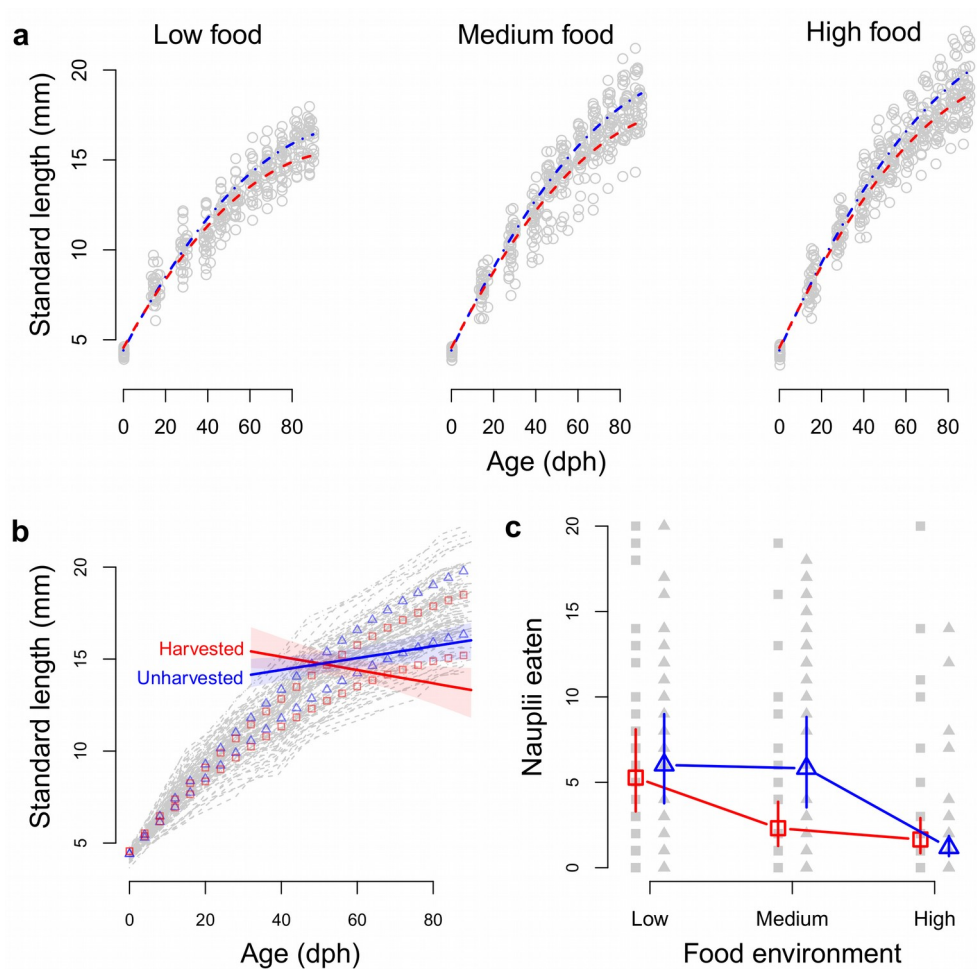 a
Low food
Medium food
High food
Standard length (mm)
20
15
10
5
0 20 40 60 80
0 20 40 60 80
0 20 40 60 80
Age (dph)
b
Standard length (mm)
20
15
10
5
Harvested
Unharvested
0 20 40 60 80
Age (dph)
c
Nauplii eaten
20
15
10
5
0
Low Medium High
Food environment